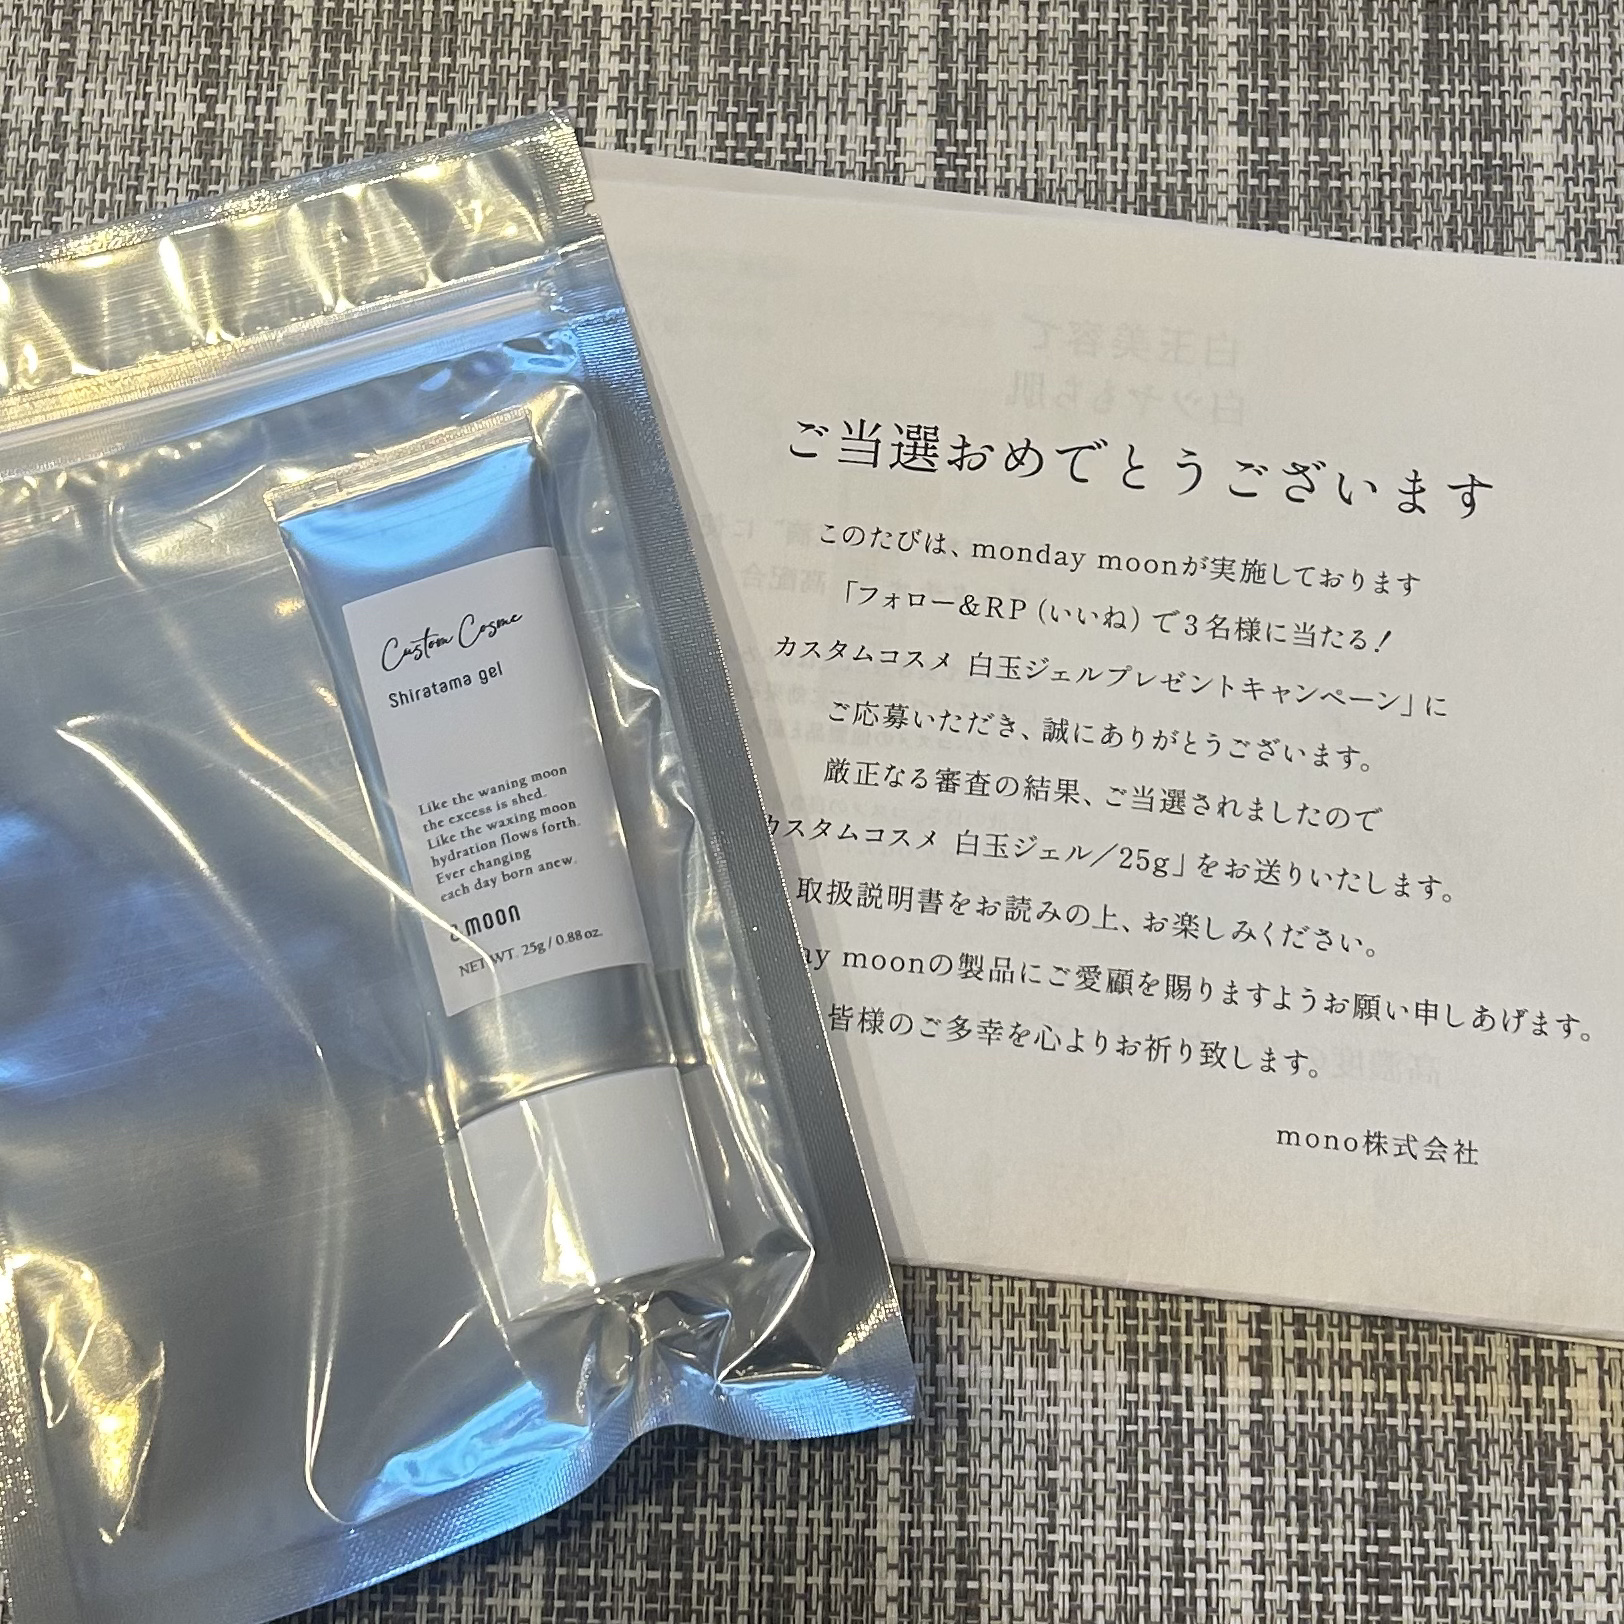 Custom Cosme
Shiratama gel
Like the waning moon
the excess is shed.
Like the waxing moon
hydration flows forth.
Ever changing
each day born anew.
moon
NET WT. 25g / 0.88 oz.
ご当選おめでとうございます
このたびは、monday moonが実施しております
「フォロー&RP(いいね)で3名様に当たる!
カスタムコスメ 白玉ジェルプレゼントキャンペーン」に
ご応募いただき、誠にありがとうございます。
厳正なる審査の結果、ご当選されましたので
カスタムコスメ 白玉ジェル/25g」をお送りいたします。
取扱説明書をお読みの上、お楽しみください。
ay moonの製品にご愛顧を賜りますようお願い申しあげます。
皆様のご多幸を心よりお祈り致します。
mono株式会社
白玉美容で
白ツヤもち肌